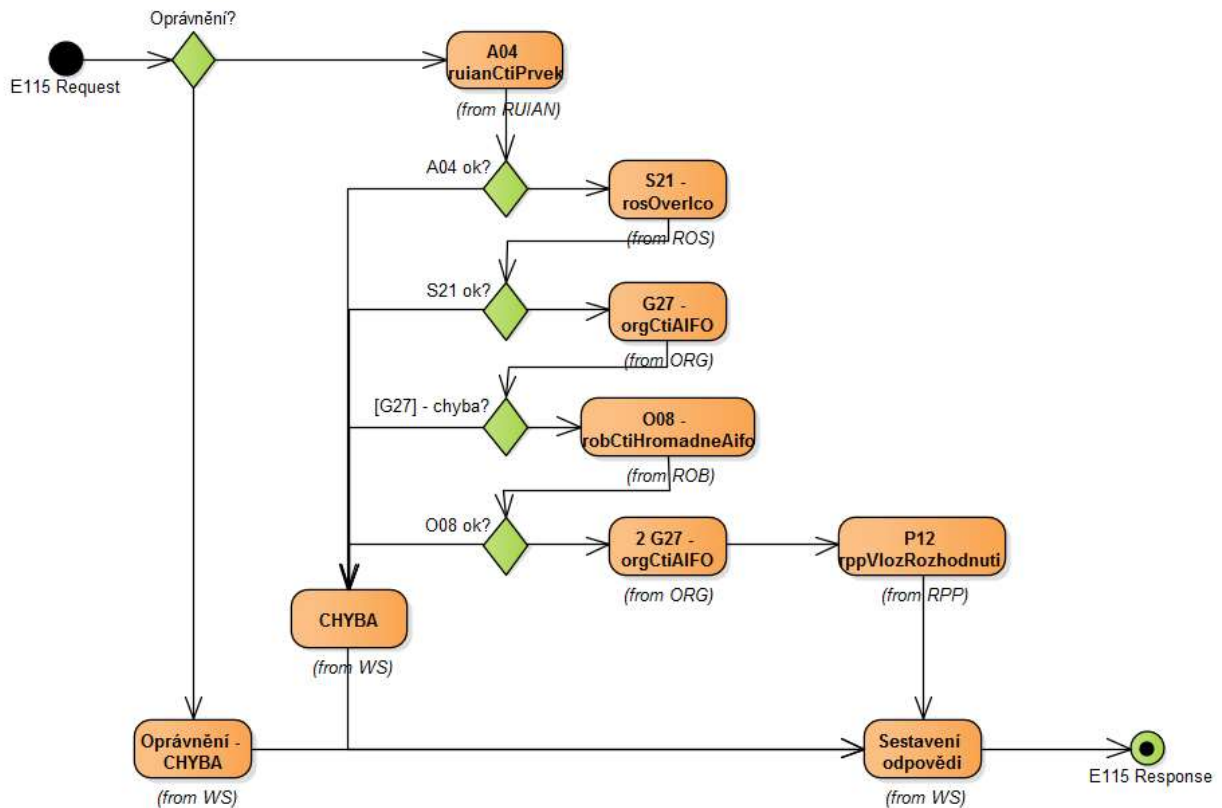 Oprávnění?
E115 Request
A04
ruianCtiPrvek
(from RUIAN)
A04 ok?
S21 -
rosOverIco
(from ROS)
S21 ok?
G27 -
orgCtiAIFO
(from ORG)
[G27] - chyba?
O08 -
robCtiHromadneAifo
(from ROB)
O08 ok?
2 G27 -
orgCtiAIFO
(from ORG)
P12
rppVlozRozhodnuti
(from RPP)
CHYBA
(from WS)
Oprávnění -
CHYBA
(from WS)
Sestavení
odpovědi
(from WS)
E115 Response